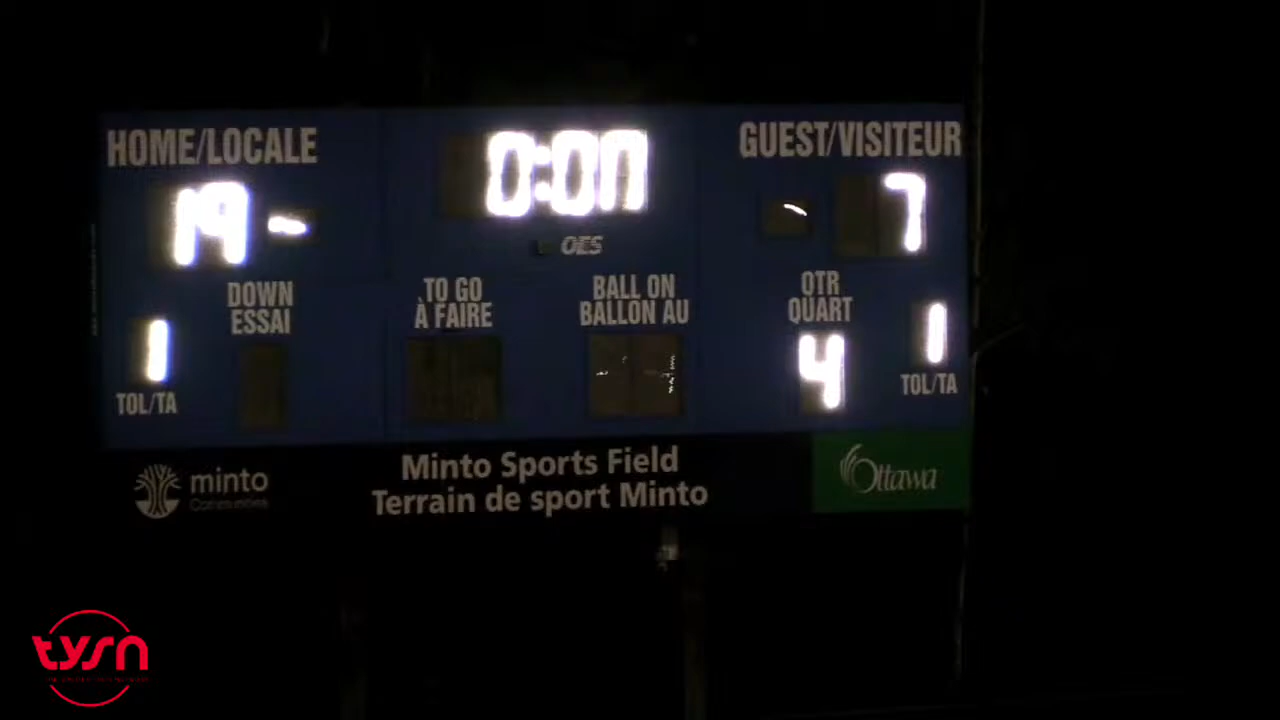 HOME/LOCALE
0:00
GUEST/VISITEUR
19
7
OES
DOWN
ESSAI
TO GO
À FAIRE
BALL ON
BALLON AU
QTR
QUART
1
4
1
TOL/TA
TOL/TA
minto
Communities
Minto Sports Field
Terrain de sport Minto
Ottawa
tysn